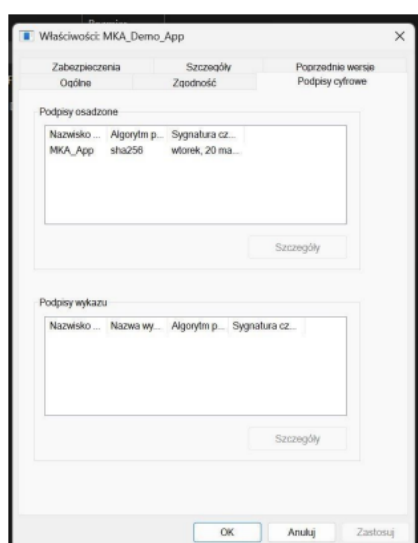 Właściwości: MKA_Demo_App
Zabezpieczenia Szczegóły Poprzednie wersje
Ogólne Zgodność Podpisy cyfrowe
Podpisy osadzone
Nazwisko ... Algorytm p... Sygnatura cz...
MKA_App sha256 wtorek, 20 ma...
Szczegóły
Podpisy wykazu
Nazwisko ... Nazwa wy... Algorytm p... Sygnatura cz...
Szczegóły
OK Anuluj Zastosuj